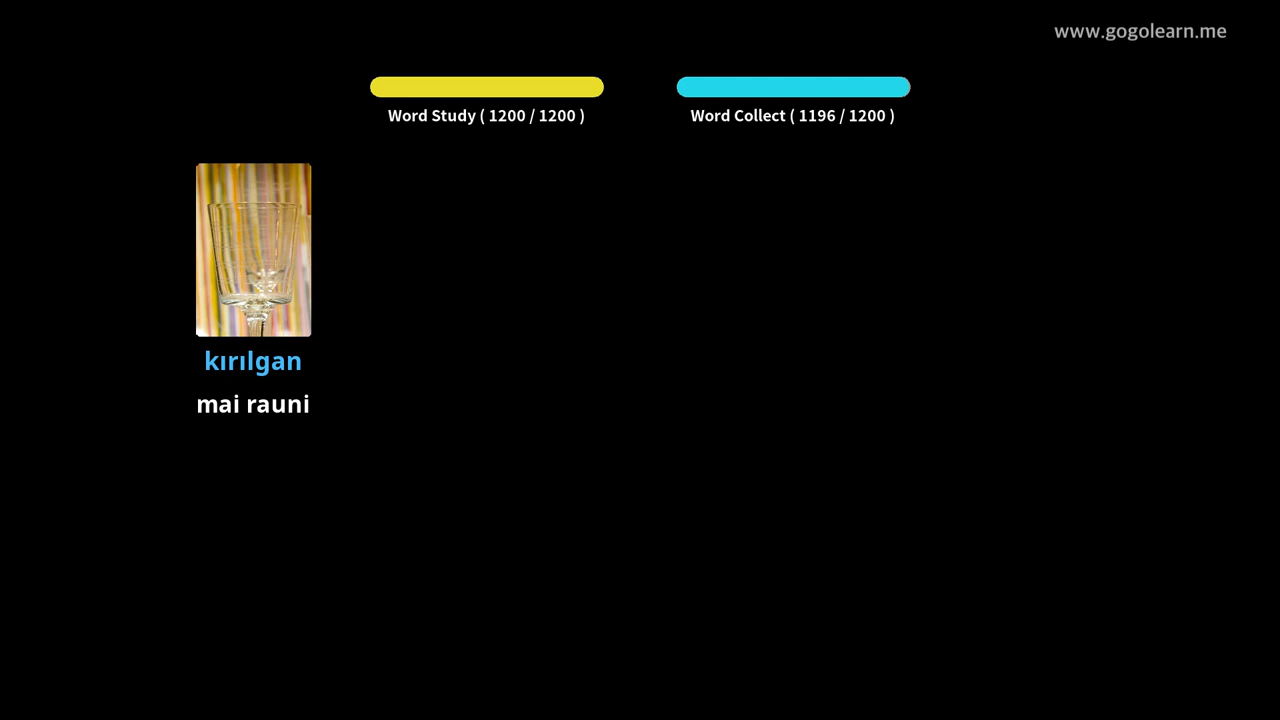 www.gogolearn.me
Word Study ( 1200 / 1200 )
Word Collect ( 1196 / 1200 )
kırılgan
mai rauni